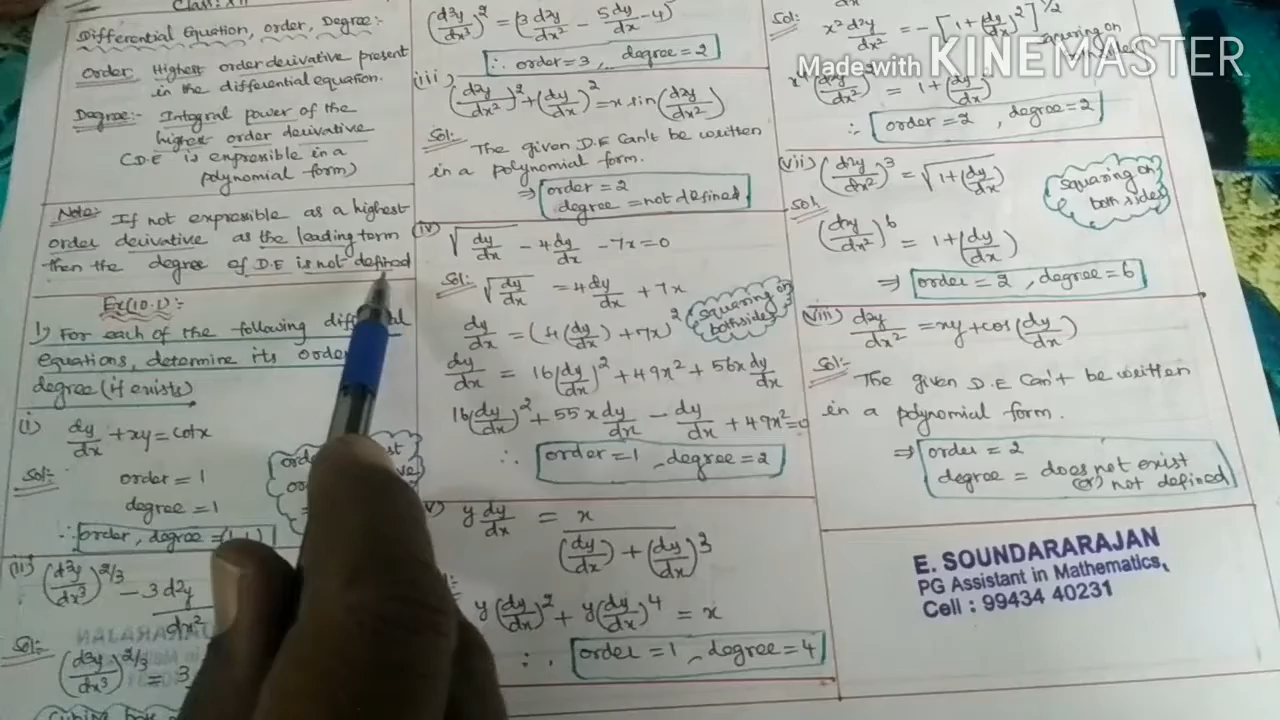 Class: XII
Differential Equation, order, Degree:-
Order: Highest order derivative present
in the differential equation.
Degree:- Integral power of the
highest order derivative
(D.E is expressible in a
polynomial form)
Note: If not expressible as a highest
order derivative as the leading term
then the degree of D.E is not defined
Ex(10.1):-
1) For each of the following differential
equations, determine its order
degree (if exists)
(i) dy/dx + xy = cotx
Sol: order = 1
degree = 1
∴ order, degree = (1,1)
(ii) (d³y/dx³)^2/3 − 3 d²y/dx²
Sol:- (d³y/dx³)^2/3 = 3
(d³y/dx³)² = (3 d²y/dx² − 5 dy/dx − 4)
∴ order = 3, degree = 2
(iii) (d²y/dx²)² + (dy/dx)² = x sin(d²y/dx²)
Sol: The given D.E Can't be written
in a polynomial form.
⇒ order = 2
degree = not defined
(iv) √(dy/dx) − 4 dy/dx − 7x = 0
Sol: √(dy/dx) = 4 dy/dx + 7x
squaring on
both sides
dy/dx = (4(dy/dx) + 7x)²
dy/dx = 16(dy/dx)² + 49x² + 56x dy/dx
16(dy/dx)² + 55x dy/dx − dy/dx + 49x² = 0
∴ order = 1, degree = 2
v) y dy/dx = x / ((dy/dx) + (dy/dx)³)
y(dy/dx)² + y(dy/dx)⁴ = x
∴ order = 1, degree = 4
Sol: x² d²y/dx² = −[1 + (dy/dx)²]^1/2
Made with KINEMASTER
(d²y/dx²)² = 1 + (dy/dx)²
∴ order = 2, degree = 2
(vii) (d²y/dx²)³ = √(1 + (dy/dx))
squaring on
both sides
Sol. (d²y/dx²)⁶ = 1 + (dy/dx)
⇒ order = 2, degree = 6
(viii) d²y/dx² = xy + cos(dy/dx)
Sol:- The given D.E Can't be written
in a polynomial form.
⇒ order = 2
degree = does not exist
(or) not defined
E. SOUNDARARAJAN
PG Assistant in Mathematics,
Cell : 99434 40231